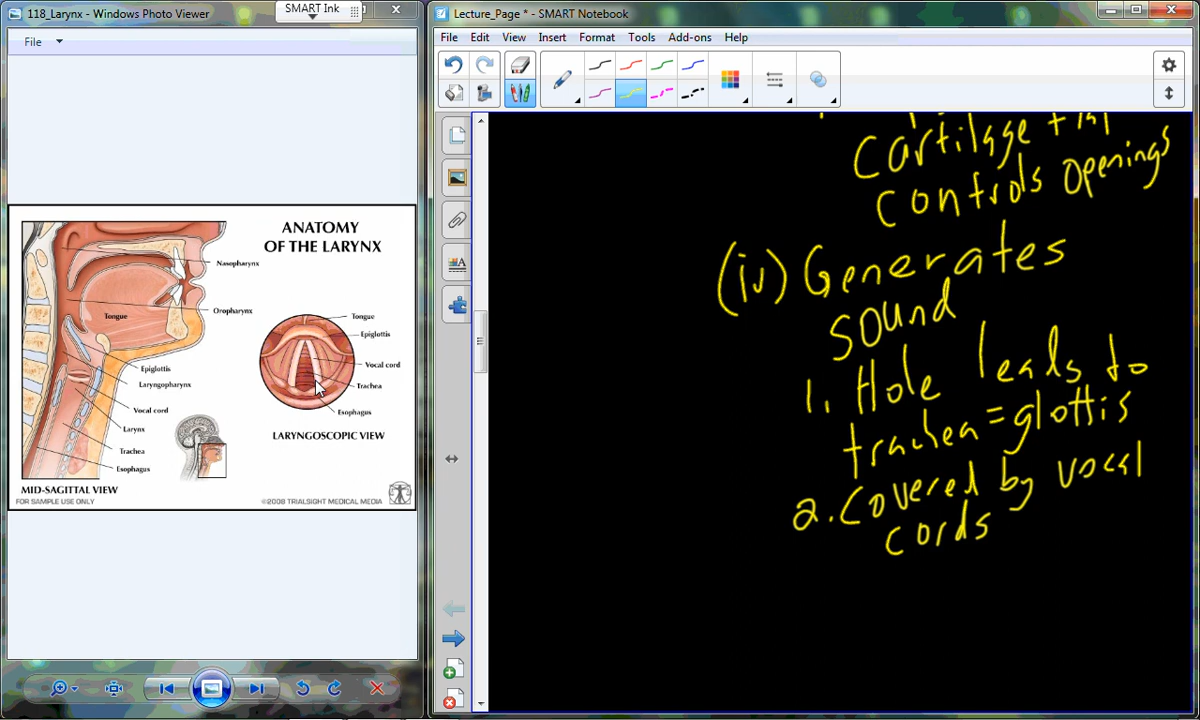 118_Larynx - Windows Photo Viewer
SMART Ink
File
ANATOMY
OF THE LARYNX
Nasopharynx
Oropharynx
Tongue
Epiglottis
Laryngopharynx
Vocal cord
Larynx
Trachea
Esophagus
MID-SAGITTAL VIEW
FOR SAMPLE USE ONLY
Tongue
Epiglottis
Vocal cord
Trachea
Esophagus
LARYNGOSCOPIC VIEW
©2008 TRIALSIGHT MEDICAL MEDIA
Lecture_Page * - SMART Notebook
File Edit View Insert Format Tools Add-ons Help
Cartilage +
controls openings
(iv) Generates
sound
1. Hole leads to
trachea = glottis
2. Covered by vocal
cords